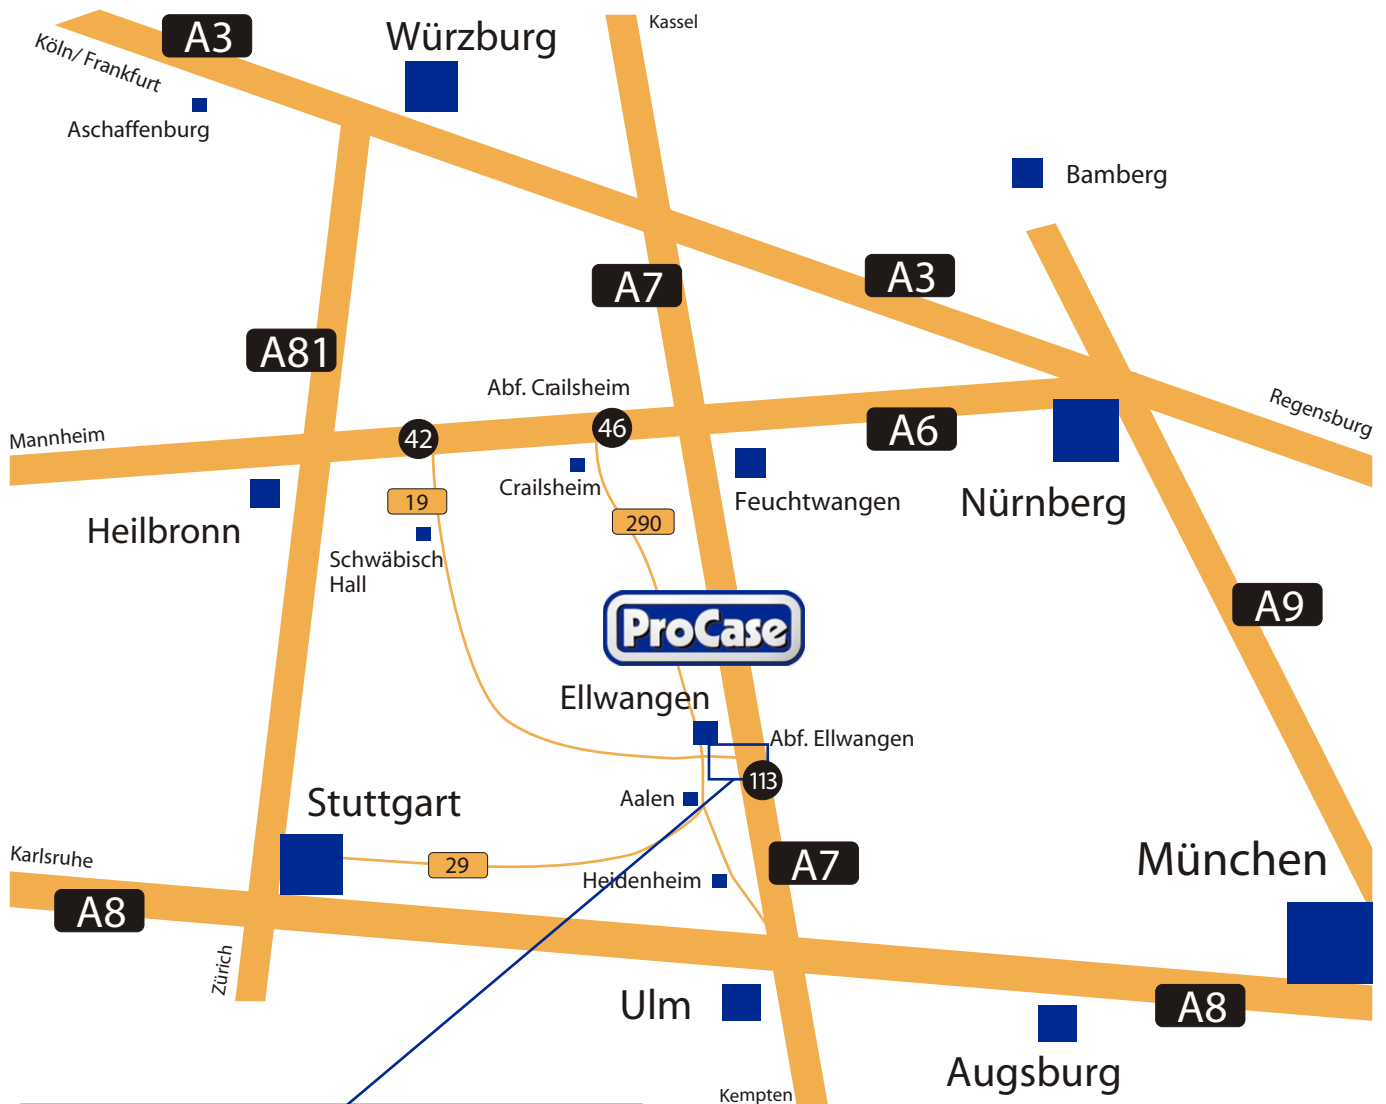 A3
Würzburg
Kassel
Köln/ Frankfurt
Aschaffenburg
Bamberg
A7
A3
A81
Abf. Crailsheim
Regensburg
Mannheim
42
46
A6
Crailsheim
Feuchtwangen
Nürnberg
19
290
Heilbronn
Schwäbisch
Hall
ProCase
A9
Ellwangen
Abf. Ellwangen
113
Aalen
Stuttgart
Karlsruhe
29
A7
München
Heidenheim
A8
Zürich
Ulm
A8
Augsburg
Kempten